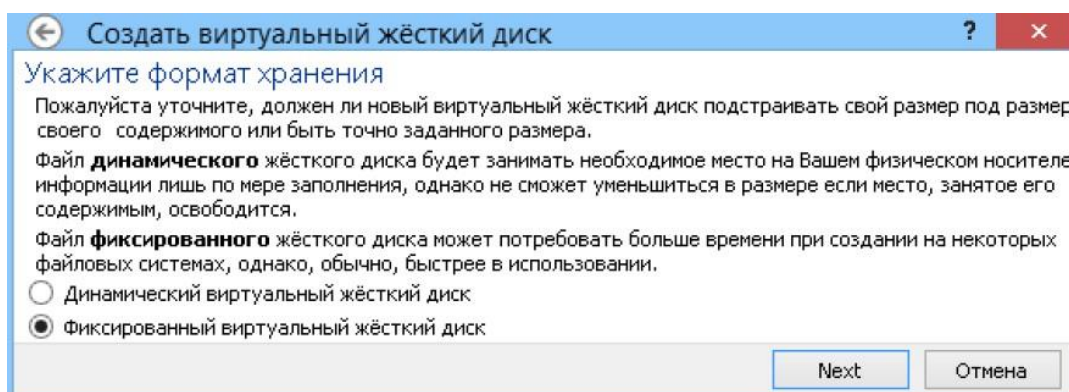 Создать виртуальный жёсткий диск ? ×
Укажите формат хранения
Пожалуйста уточните, должен ли новый виртуальный жёсткий диск подстраивать свой размер под размер
своего содержимого или быть точно заданного размера.
Файл динамического жёсткого диска будет занимать необходимое место на Вашем физическом носителе
информации лишь по мере заполнения, однако не сможет уменьшиться в размере если место, занятое его
содержимым, освободится.
Файл фиксированного жёсткого диска может потребовать больше времени при создании на некоторых
файловых системах, однако, обычно, быстрее в использовании.
Динамический виртуальный жёсткий диск
Фиксированный виртуальный жёсткий диск
Next Отмена